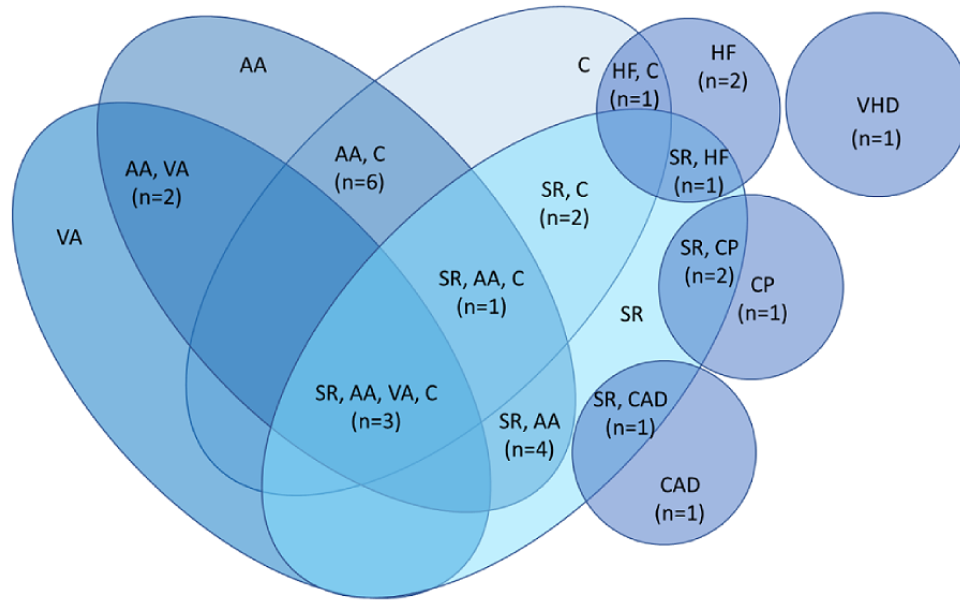 AA
C
HF
(n=2)
HF, C
(n=1)
VHD
(n=1)
AA, VA
(n=2)
AA, C
(n=6)
SR, HF
(n=1)
SR, C
(n=2)
VA
SR, CP
(n=2)
CP
(n=1)
SR, AA, C
(n=1)
SR
SR, AA, VA, C
(n=3)
SR, AA
(n=4)
SR, CAD
(n=1)
CAD
(n=1)